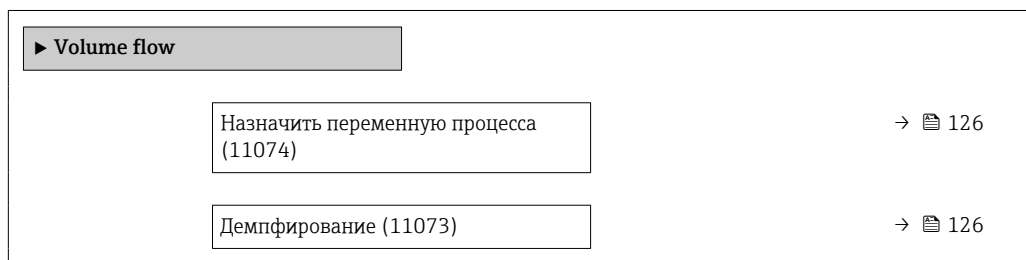 ► Volume flow
Назначить переменную процесса → 126
(11074)
Демпфирование (11073) → 126